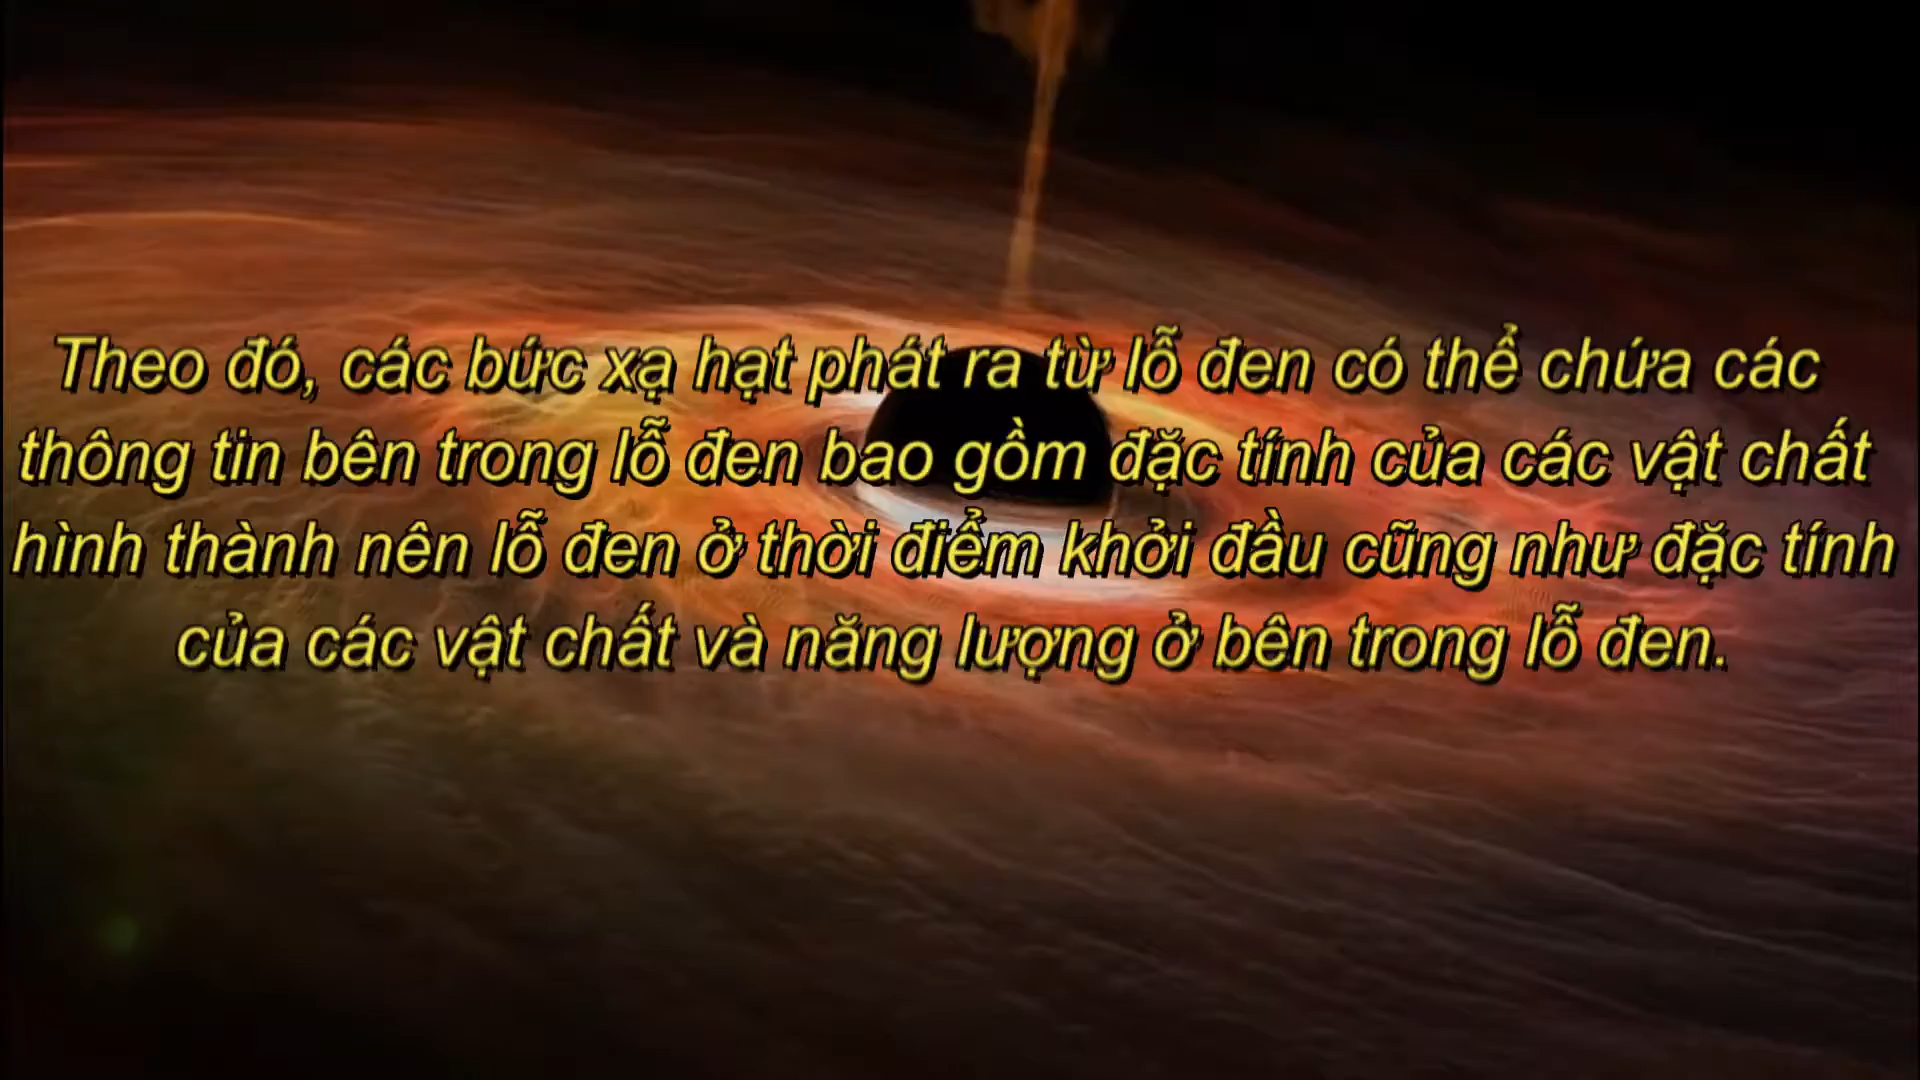 Theo đó, các bức xạ hạt phát ra từ lỗ đen có thể chứa các
thông tin bên trong lỗ đen bao gồm đặc tính của các vật chất
hình thành nên lỗ đen ở thời điểm khởi đầu cũng như đặc tính
của các vật chất và năng lượng ở bên trong lỗ đen.